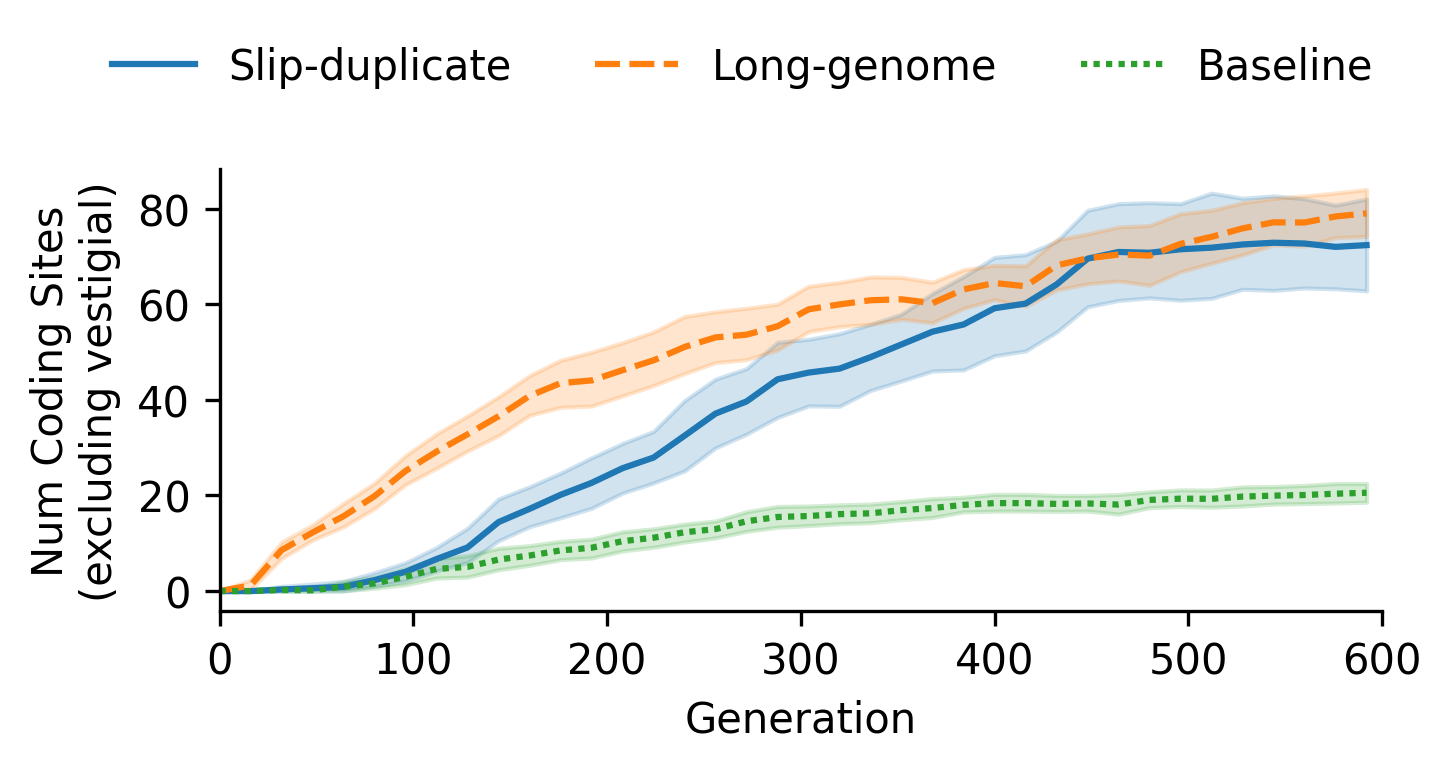 Slip-duplicate Long-genome Baseline
Num Coding Sites
(excluding vestigial)
80
60
40
20
0
0 100 200 300 400 500 600
Generation